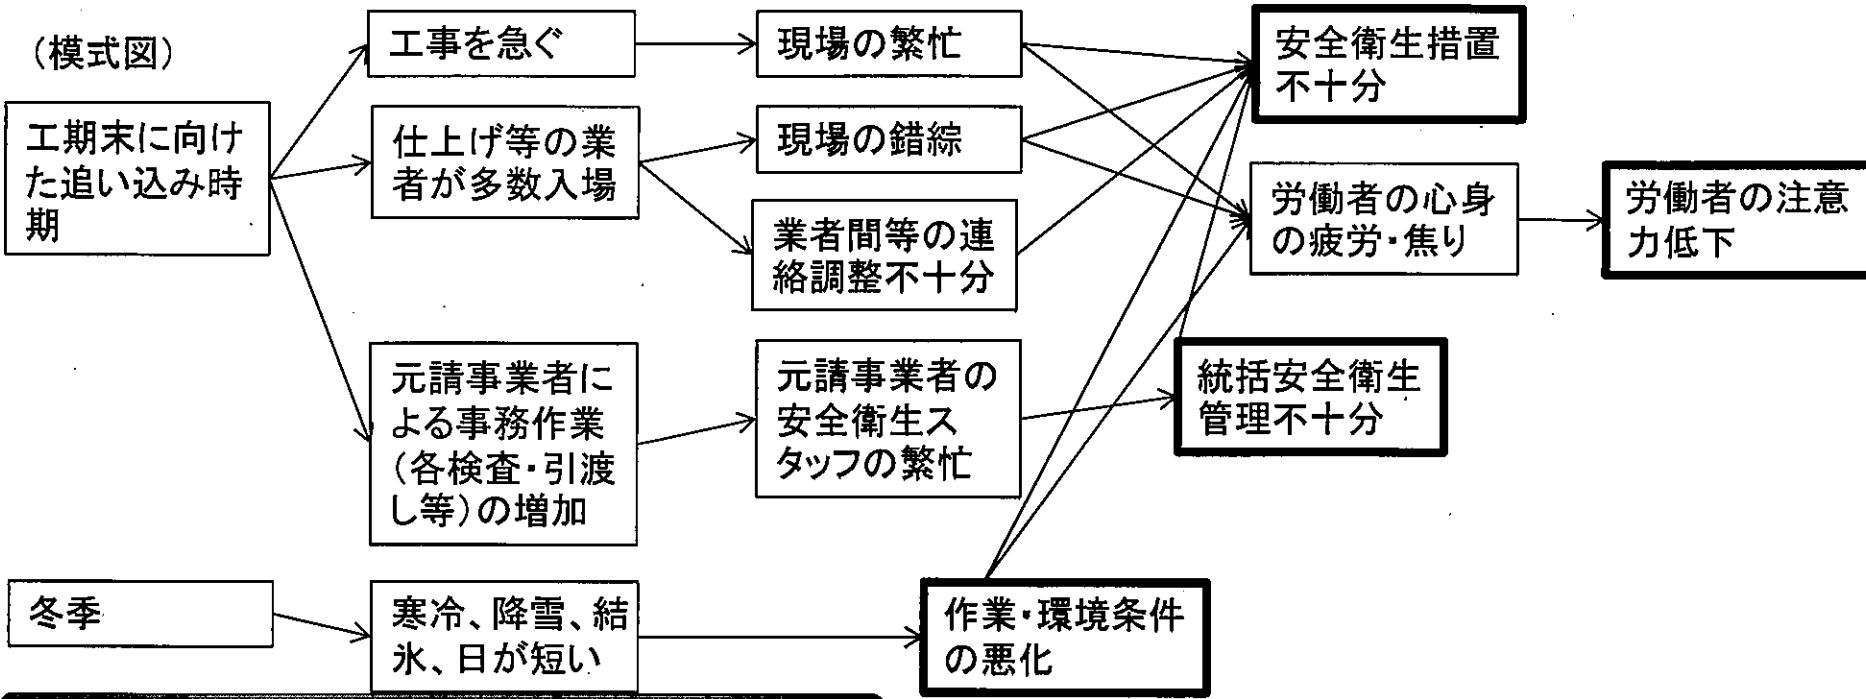 （模式図）
工期末に向け
た追い込み時
期
工事を急ぐ
現場の繁忙
安全衛生措置
不十分
仕上げ等の業
者が多数入場
現場の錯綜
業者間等の連
絡調整不十分
労働者の心身
の疲労・焦り
労働者の注意
力低下
元請事業者に
よる事務作業
（各検査・引渡
し等）の増加
元請事業者の
安全衛生ス
タッフの繁忙
統括安全衛生
管理不十分
冬季
寒冷、降雪、結
氷、日が短い
作業・環境条件
の悪化